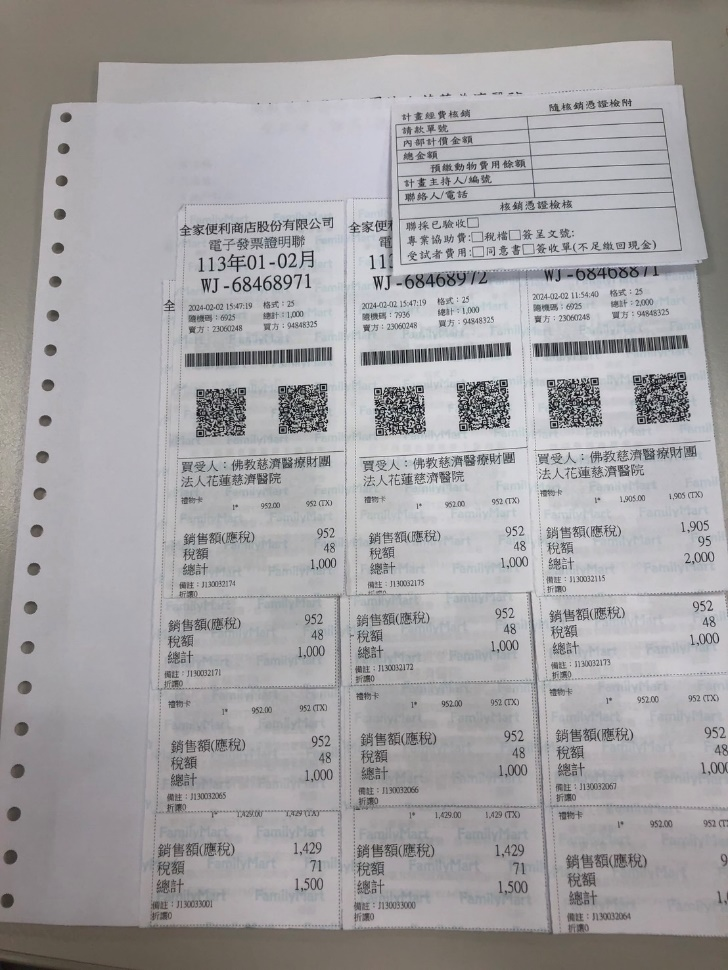 計畫經費核銷 隨核銷憑證檢附
請款單號
內部計價金額
總金額
預繳動物費用餘額
計畫主持人/編號
聯絡人/電話
核銷憑證檢核
聯採已驗收□
專業協助費:□稅檔□簽呈文號:
受試者費用:□同意書□簽收單(不足繳回現金)
全家便利商店股份有限公司
電子發票證明聯
113年01-02月
WJ-68468971
2024-02-02 15:47:19 格式:25
隨機碼:6925 總計:1,000
賣方:23060248 買方:94848325
買受人:佛教慈濟醫療財團
法人花蓮慈濟醫院
禮物卡
1* 952.00 952 (TX)
銷售額(應稅) 952
稅額 48
總計 1,000
備註:J130032174
折讓0
全家便
11
WJ-68468972
2024-02-02 15:47:19 格式:25
隨機碼:7936 總計:1,000
賣方:23060248 買方:94848325
買受人:佛教慈濟醫療財團
法人花蓮慈濟醫院
禮物卡
1* 952.00 952 (TX)
銷售額(應稅) 952
稅額 48
總計 1,000
備註:J130032175
折讓0
WJ-68468871
2024-02-02 11:54:40 格式:25
隨機碼:6925 總計:2,000
賣方:23060248 買方:94848325
買受人:佛教慈濟醫療財團
法人花蓮慈濟醫院
禮物卡
1* 1,905.00 1,905 (TX)
銷售額(應稅) 1,905
稅額 95
總計 2,000
備註:J130032115
折讓0
全
銷售額(應稅) 952
稅額 48
總計 1,000
備註:J130032171
折讓0
銷售額(應稅) 952
稅額 48
總計 1,000
備註:J130032172
折讓0
銷售額(應稅) 952
稅額 48
總計 1,000
備註:J130032173
折讓0
禮物卡
1* 952.00 952 (TX)
銷售額(應稅) 952
稅額 48
總計 1,000
備註:J130032065
折讓0
禮物卡
1* 952.00 952 (TX)
銷售額(應稅) 952
稅額 48
總計 1,000
備註:J130032066
折讓0
禮物卡
1* 952.00 952 (TX)
銷售額(應稅) 952
稅額 48
總計 1,000
備註:J130032067
折讓0
1* 1,429.00 1,429 (TX)
銷售額(應稅) 1,429
稅額 71
總計 1,500
備註:J130033001
折讓0
1* 1,429.00 1,429 (TX)
銷售額(應稅) 1,429
稅額 71
總計 1,500
備註:J130033000
折讓0
禮物卡
1* 952.00 952 (TX)
銷售額(應稅) 9
稅額
總計 1,
備註:J130032064
折讓0